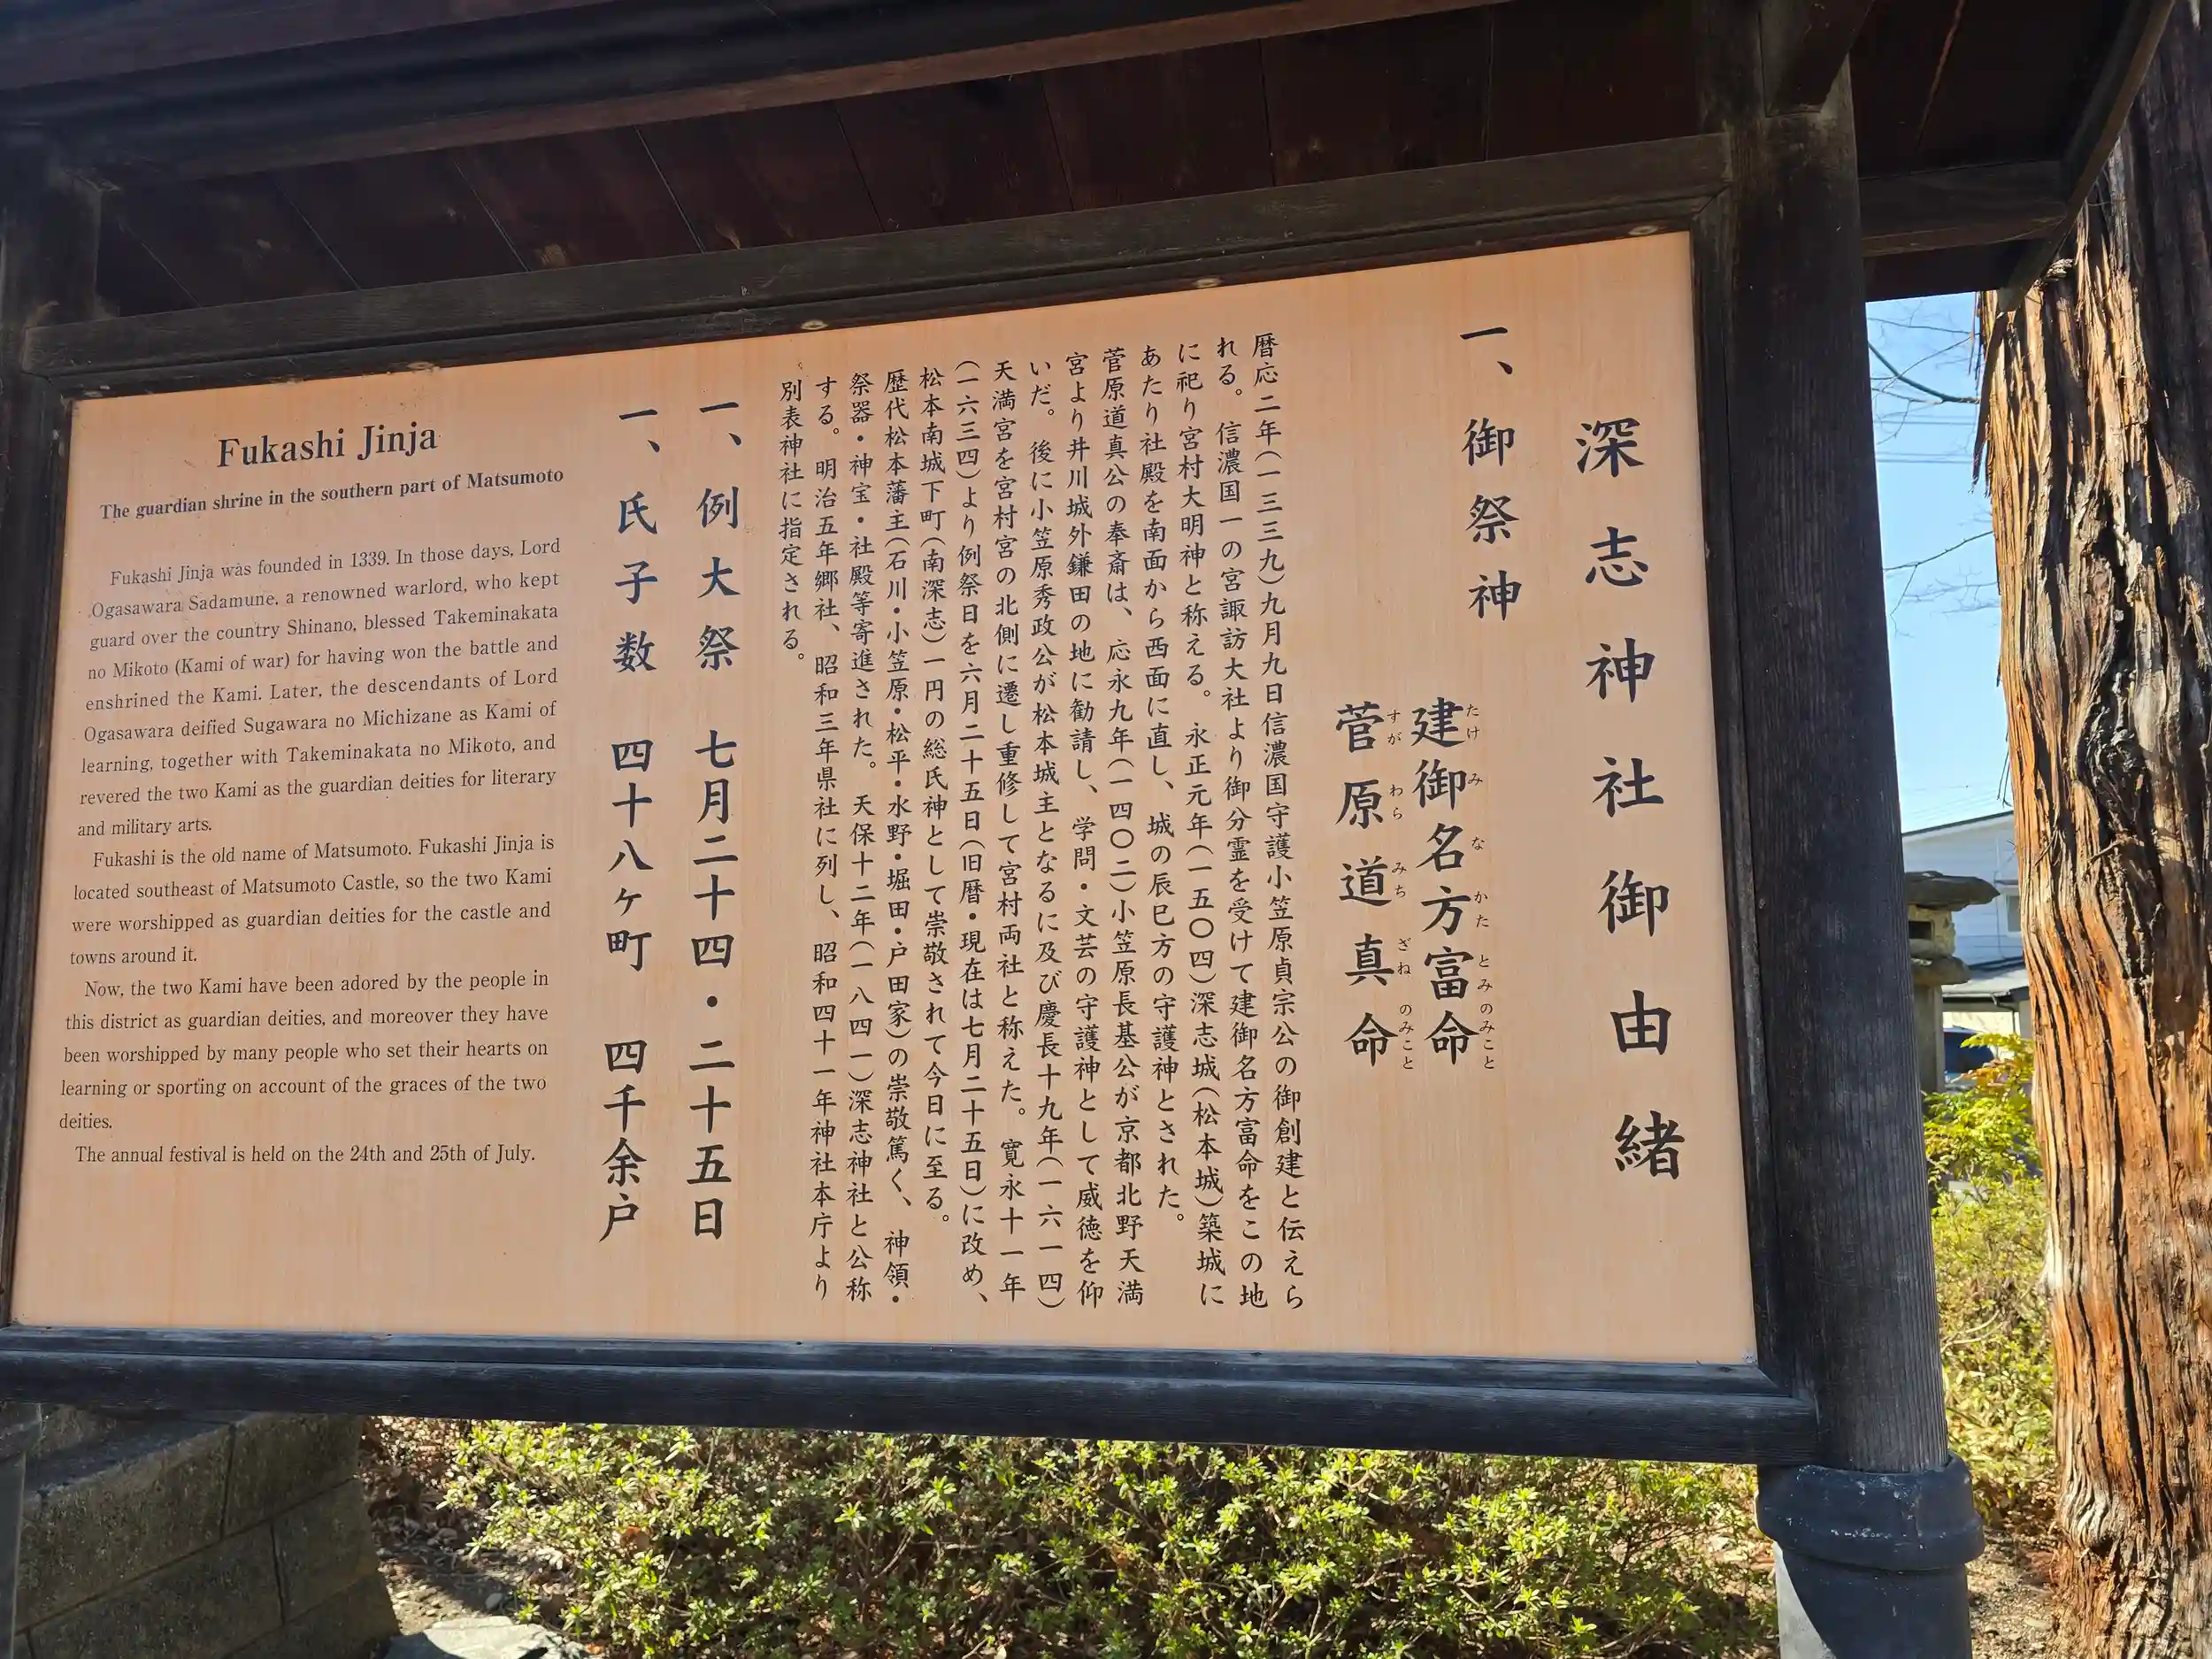 深志神社御由緒
一、御祭神
建御名方富命
たけみなかたとみのみこと
菅原道真命
すがわらみちざねのみこと
暦応二年(一三三九)九月九日信濃国守護小笠原貞宗公の御創建と伝えら
れる。信濃国一の宮諏訪大社より御分霊を受けて建御名方富命をこの地
に祀り宮村大明神と称える。永正元年(一五〇四)深志城(松本城)築城に
あたり社殿を南面から西面に直し、城の辰巳方の守護神とされた。
菅原道真公の奉斎は、応永九年(一四〇二)小笠原長基公が京都北野天満
宮より井川城外鎌田の地に勧請し、学問・文芸の守護神として威徳を仰
いだ。後に小笠原秀政公が松本城主となるに及び慶長十九年(一六一四)
天満宮を宮村宮の北側に遷し重修して宮村両社と称えた。寛永十一年
(一六三四)より例祭日を六月二十五日(旧暦・現在は七月二十五日)に改め、
松本南城下町(南深志)一円の総氏神として崇敬されて今日に至る。
歴代松本藩主(石川・小笠原・松平・水野・堀田・戸田家)の崇敬篤く、神領・
祭器・神宝・社殿等寄進された。天保十二年(一八四一)深志神社と公称
する。明治五年郷社、昭和三年県社に列し、昭和四十一年神社本庁より
別表神社に指定される。
一、例大祭 七月二十四・二十五日
一、氏子数 四十八ヶ町 四千余戸
Fukashi Jinja
The guardian shrine in the southern part of Matsumoto
Fukashi Jinja was founded in 1339. In those days, Lord
Ogasawara Sadamune, a renowned warlord, who kept
guard over the country Shinano, blessed Takeminakata
no Mikoto (Kami of war) for having won the battle and
enshrined the Kami. Later, the descendants of Lord
Ogasawara deified Sugawara no Michizane as Kami of
learning, together with Takeminakata no Mikoto, and
revered the two Kami as the guardian deities for literary
and military arts.
Fukashi is the old name of Matsumoto. Fukashi Jinja is
located southeast of Matsumoto Castle, so the two Kami
were worshipped as guardian deities for the castle and
towns around it.
Now, the two Kami have been adored by the people in
this district as guardian deities, and moreover they have
been worshipped by many people who set their hearts on
learning or sporting on account of the graces of the two
deities.
The annual festival is held on the 24th and 25th of July.